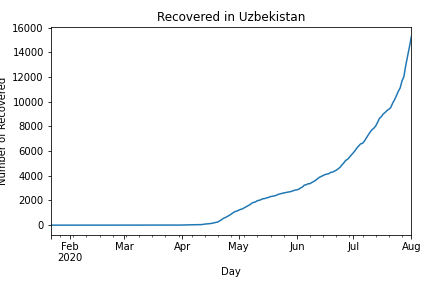 Recovered in Uzbekistan
Number of Recovered
16000
14000
12000
10000
8000
6000
4000
2000
0
Feb Mar Apr May Jun Jul Aug
2020
Day